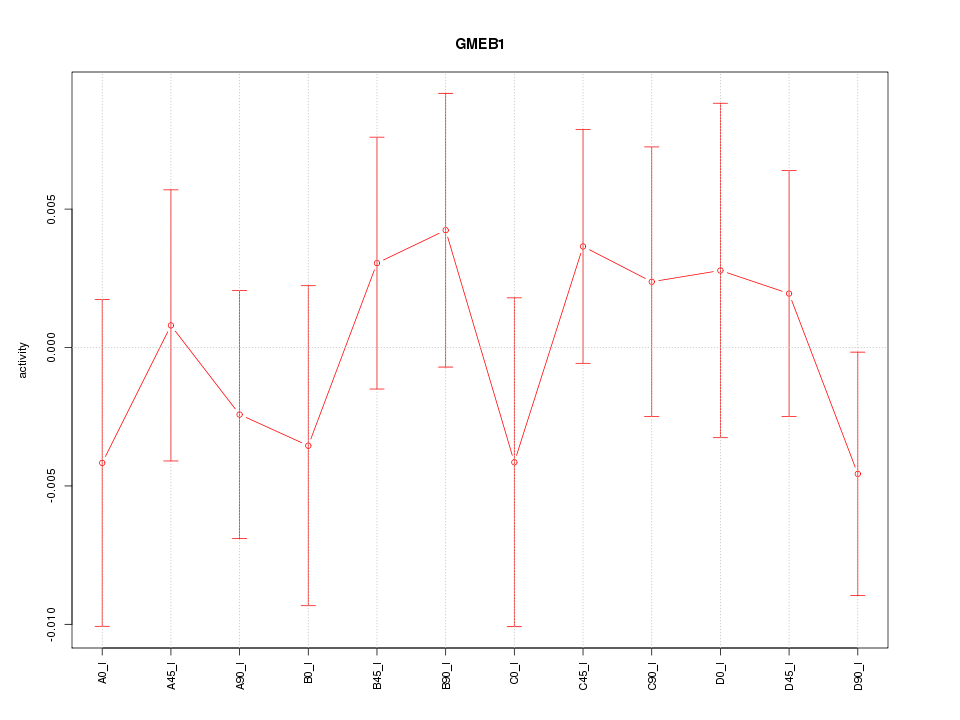 GMEB1
activity
0.005
0.000
-0.005
-0.010
A0_I
A45_I
A90_I
B0_I
B45_I
B90_I
C0_I
C45_I
C90_I
D0_I
D45_I
D90_I